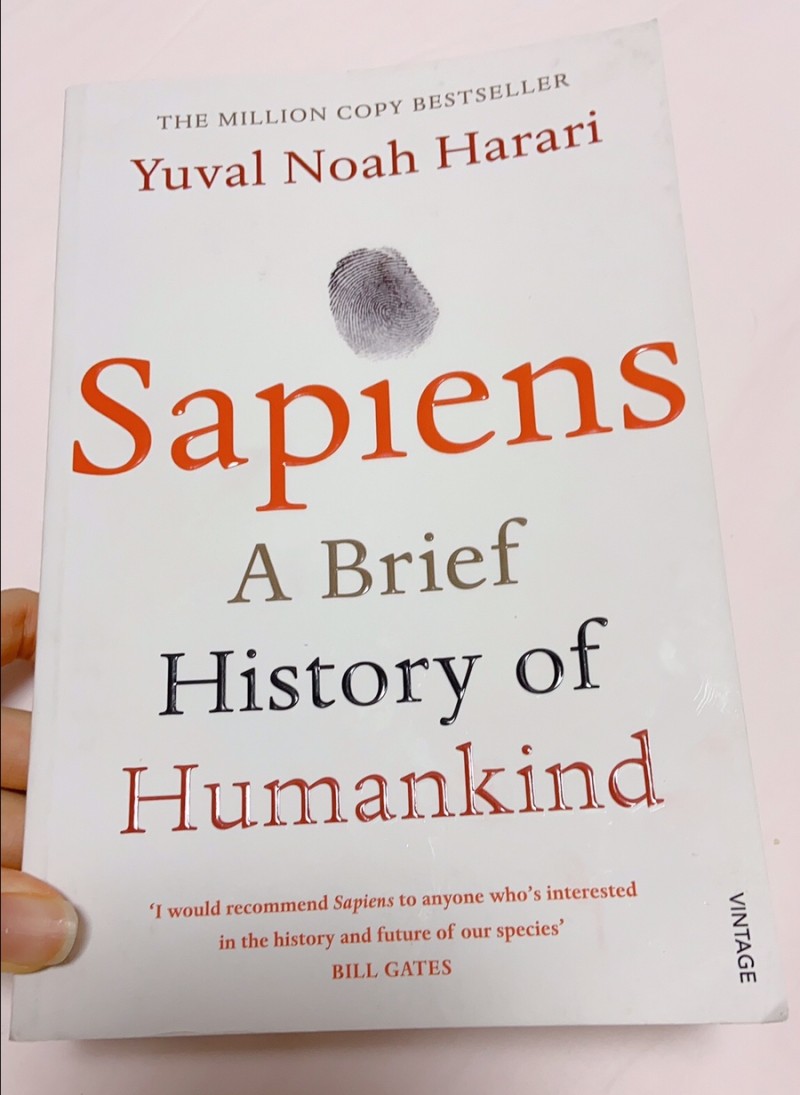 THE MILLION COPY BESTSELLER
Yuval Noah Harari
Sapiens
A Brief
History of
Humankind
‘I would recommend Sapiens to anyone who’s interested
in the history and future of our species’
BILL GATES
VINTAGE